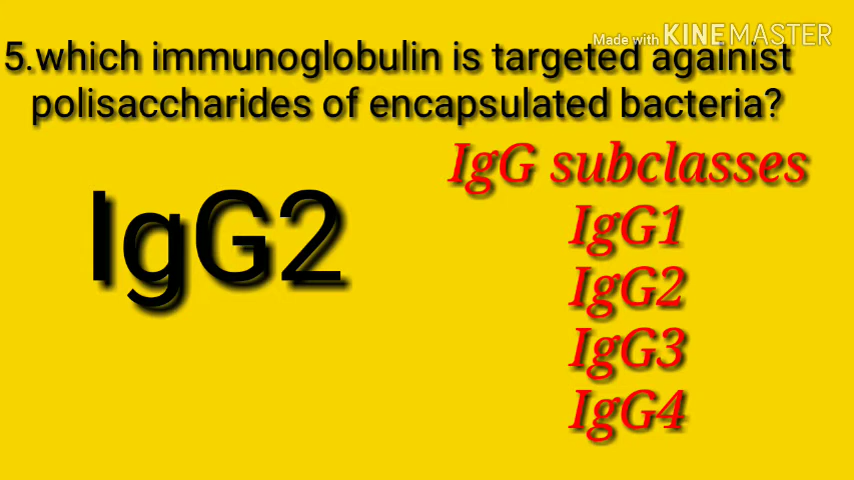 Made with KINEMASTER
5.which immunoglobulin is targeted againist
polisaccharides of encapsulated bacteria?
IgG2
IgG subclasses
IgG1
IgG2
IgG3
IgG4